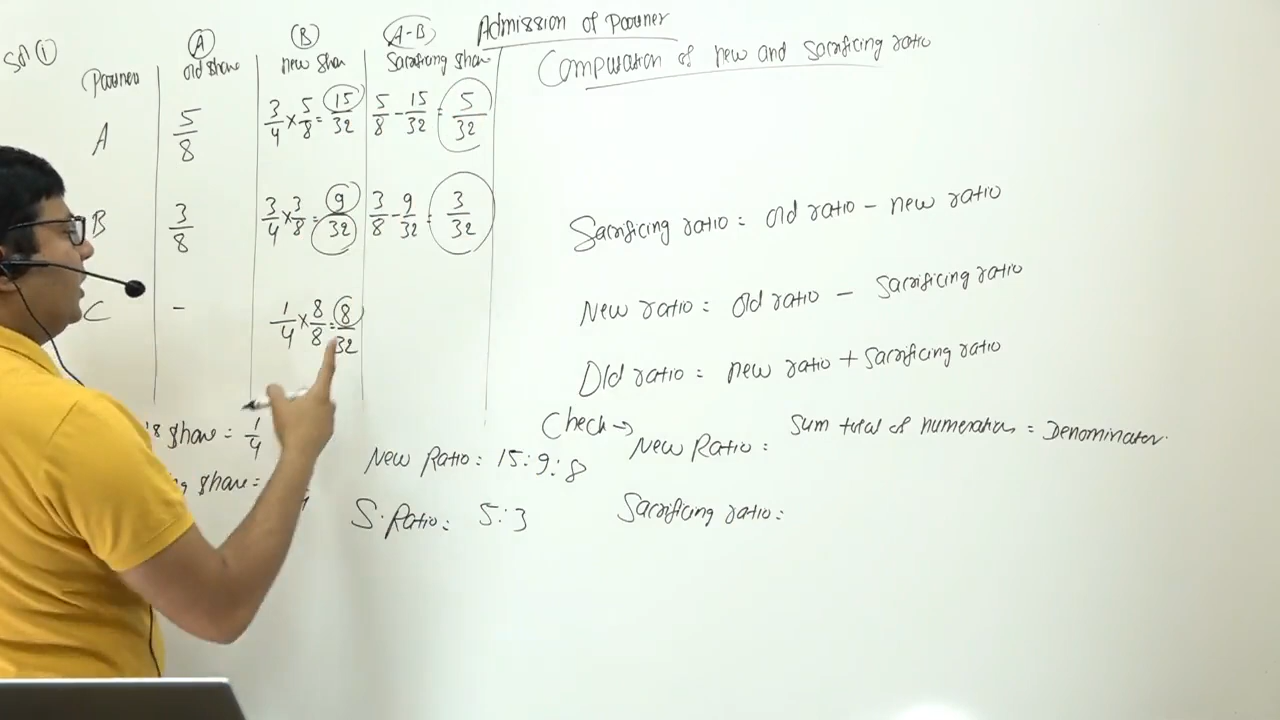 Admission of Partner
Computation of new and Sacrificing ratio
Sol ①
Partner
Ⓐ
old share
Ⓑ
new Share
(A-B)
Sacrificing share
A
5/8
3/4 × 5/8 = 15/32
5/8 - 15/32 = 5/32
B
3/8
3/4 × 3/8 = 9/32
3/8 - 9/32 = 3/32
C
-
1/4 × 8/8 = 8/32
share = 1/4
share =
New Ratio: 15:9:8
S. Ratio: 5:3
Sacrificing ratio = old ratio - new ratio
New ratio = old ratio - Sacrificing ratio
Old ratio = new ratio + Sacrificing ratio
Check →
New Ratio: Sum total of numerators = Denominator.
Sacrificing ratio: